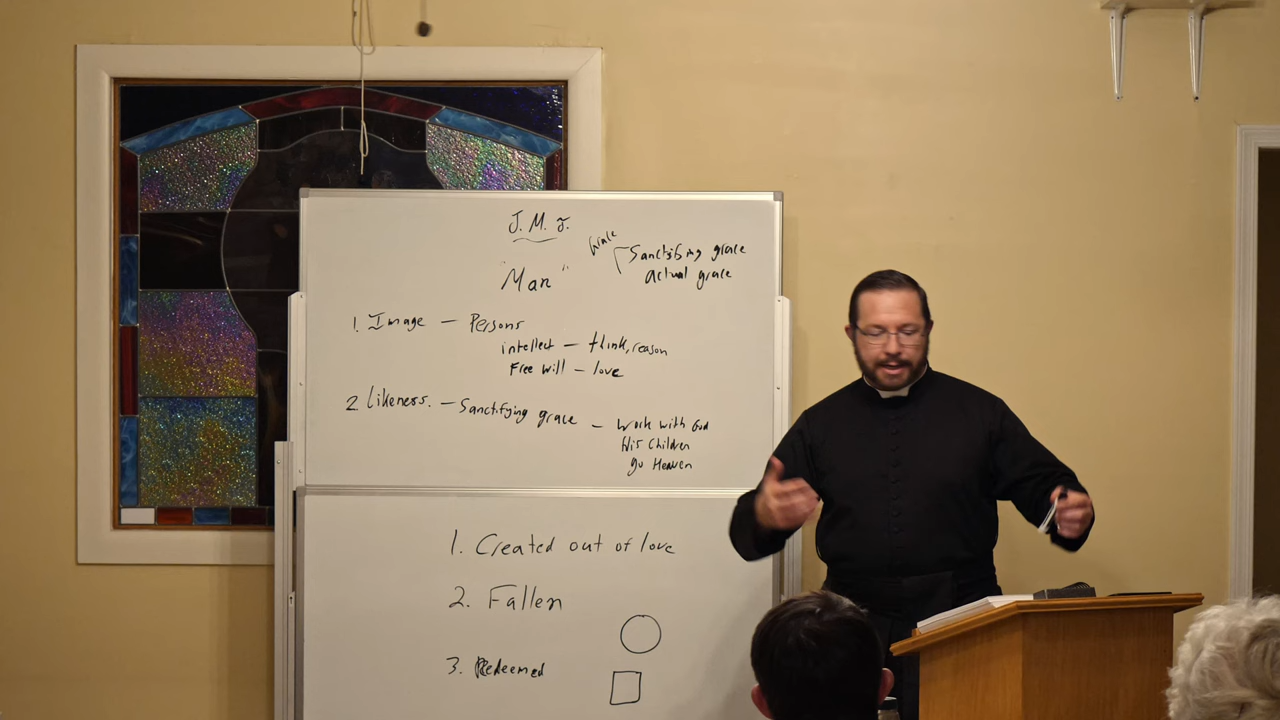 J. M. J.
Grace
Sanctifying grace
Actual grace
"Man"
1. Image — Persons
intellect — think, reason
Free will — love
2. Likeness. — Sanctifying grace — Work with God
His Children
go Heaven
1. Created out of love
2. Fallen
3. Redeemed